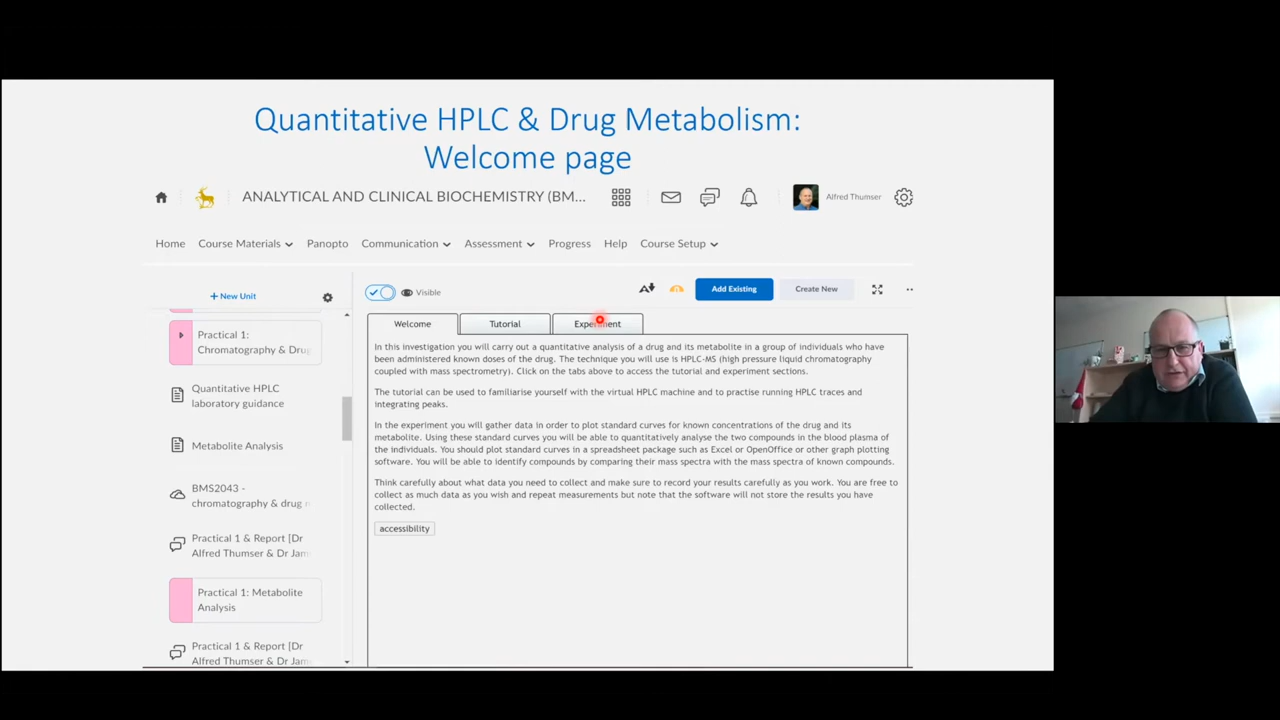 Quantitative HPLC & Drug Metabolism:
Welcome page
ANALYTICAL AND CLINICAL BIOCHEMISTRY (BM...
Alfred Thumser
Home
Course Materials
Panopto
Communication
Assessment
Progress
Help
Course Setup
+ New Unit
Practical 1:
Chromatography & Drug
Quantitative HPLC
laboratory guidance
Metabolite Analysis
BMS2043 -
chromatography & drug
Practical 1 & Report [Dr
Alfred Thumser & Dr
Practical 1: Metabolite
Analysis
Practical 1 & Report [Dr
Alfred Thumser & Dr
Visible
Add Existing
Create New
Welcome
Tutorial
Experiment
In this investigation you will carry out a quantitative analysis of a drug and its metabolite in a group of individuals who have
been administered known doses of the drug. The technique you will use is HPLC-MS (high pressure liquid chromatography
coupled with mass spectrometry). Click on the tabs above to access the tutorial and experiment sections.
The tutorial can be used to familiarise yourself with the virtual HPLC machine and to practise running HPLC traces and
integrating peaks.
In the experiment you will gather data in order to plot standard curves for known concentrations of the drug and its
metabolite. Using these standard curves you will be able to quantitatively analyse the two compounds in the blood plasma of
the individuals. You should plot standard curves in a spreadsheet package such as Excel or OpenOffice or other graph plotting
software. You will be able to identify compounds by comparing their mass spectra with the mass spectra of known compounds.
Think carefully about what data you need to collect and make sure to record your results carefully as you work. You are free to
collect as much data as you wish and repeat measurements but note that the software will not store the results you have
collected.
accessibility